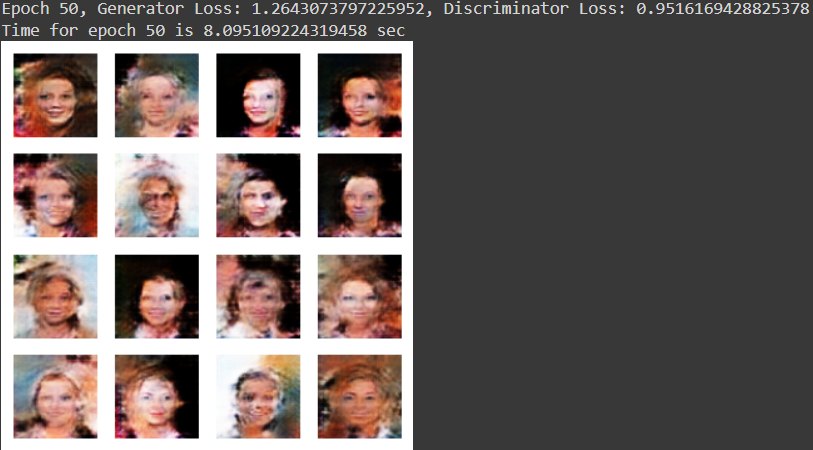 Epoch 50, Generator Loss: 1.2643073797225952, Discriminator Loss: 0.9516169428825378
Time for epoch 50 is 8.095109224319458 sec